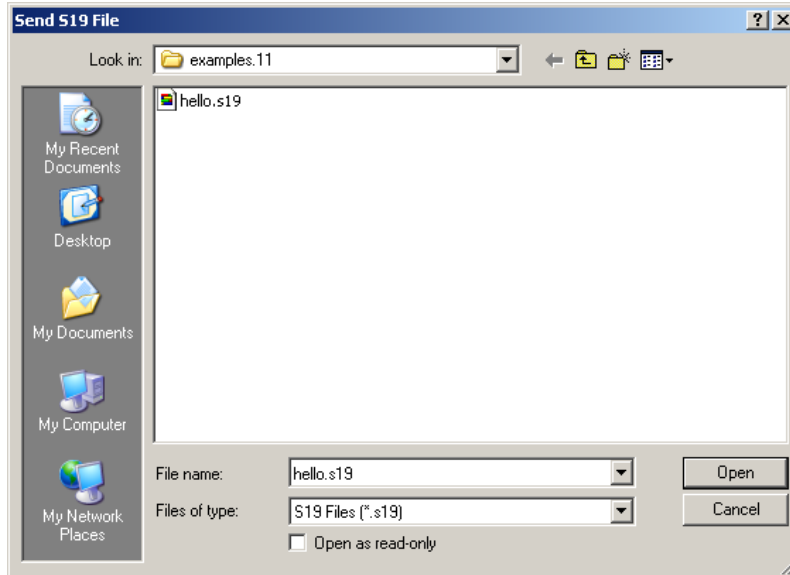 Send S19 File
Look in: examples.11
hello.s19
My Recent
Documents
Desktop
My Documents
My Computer
My Network
Places
File name: hello.s19 Open
Files of type: S19 Files (*.s19) Cancel
Open as read-only